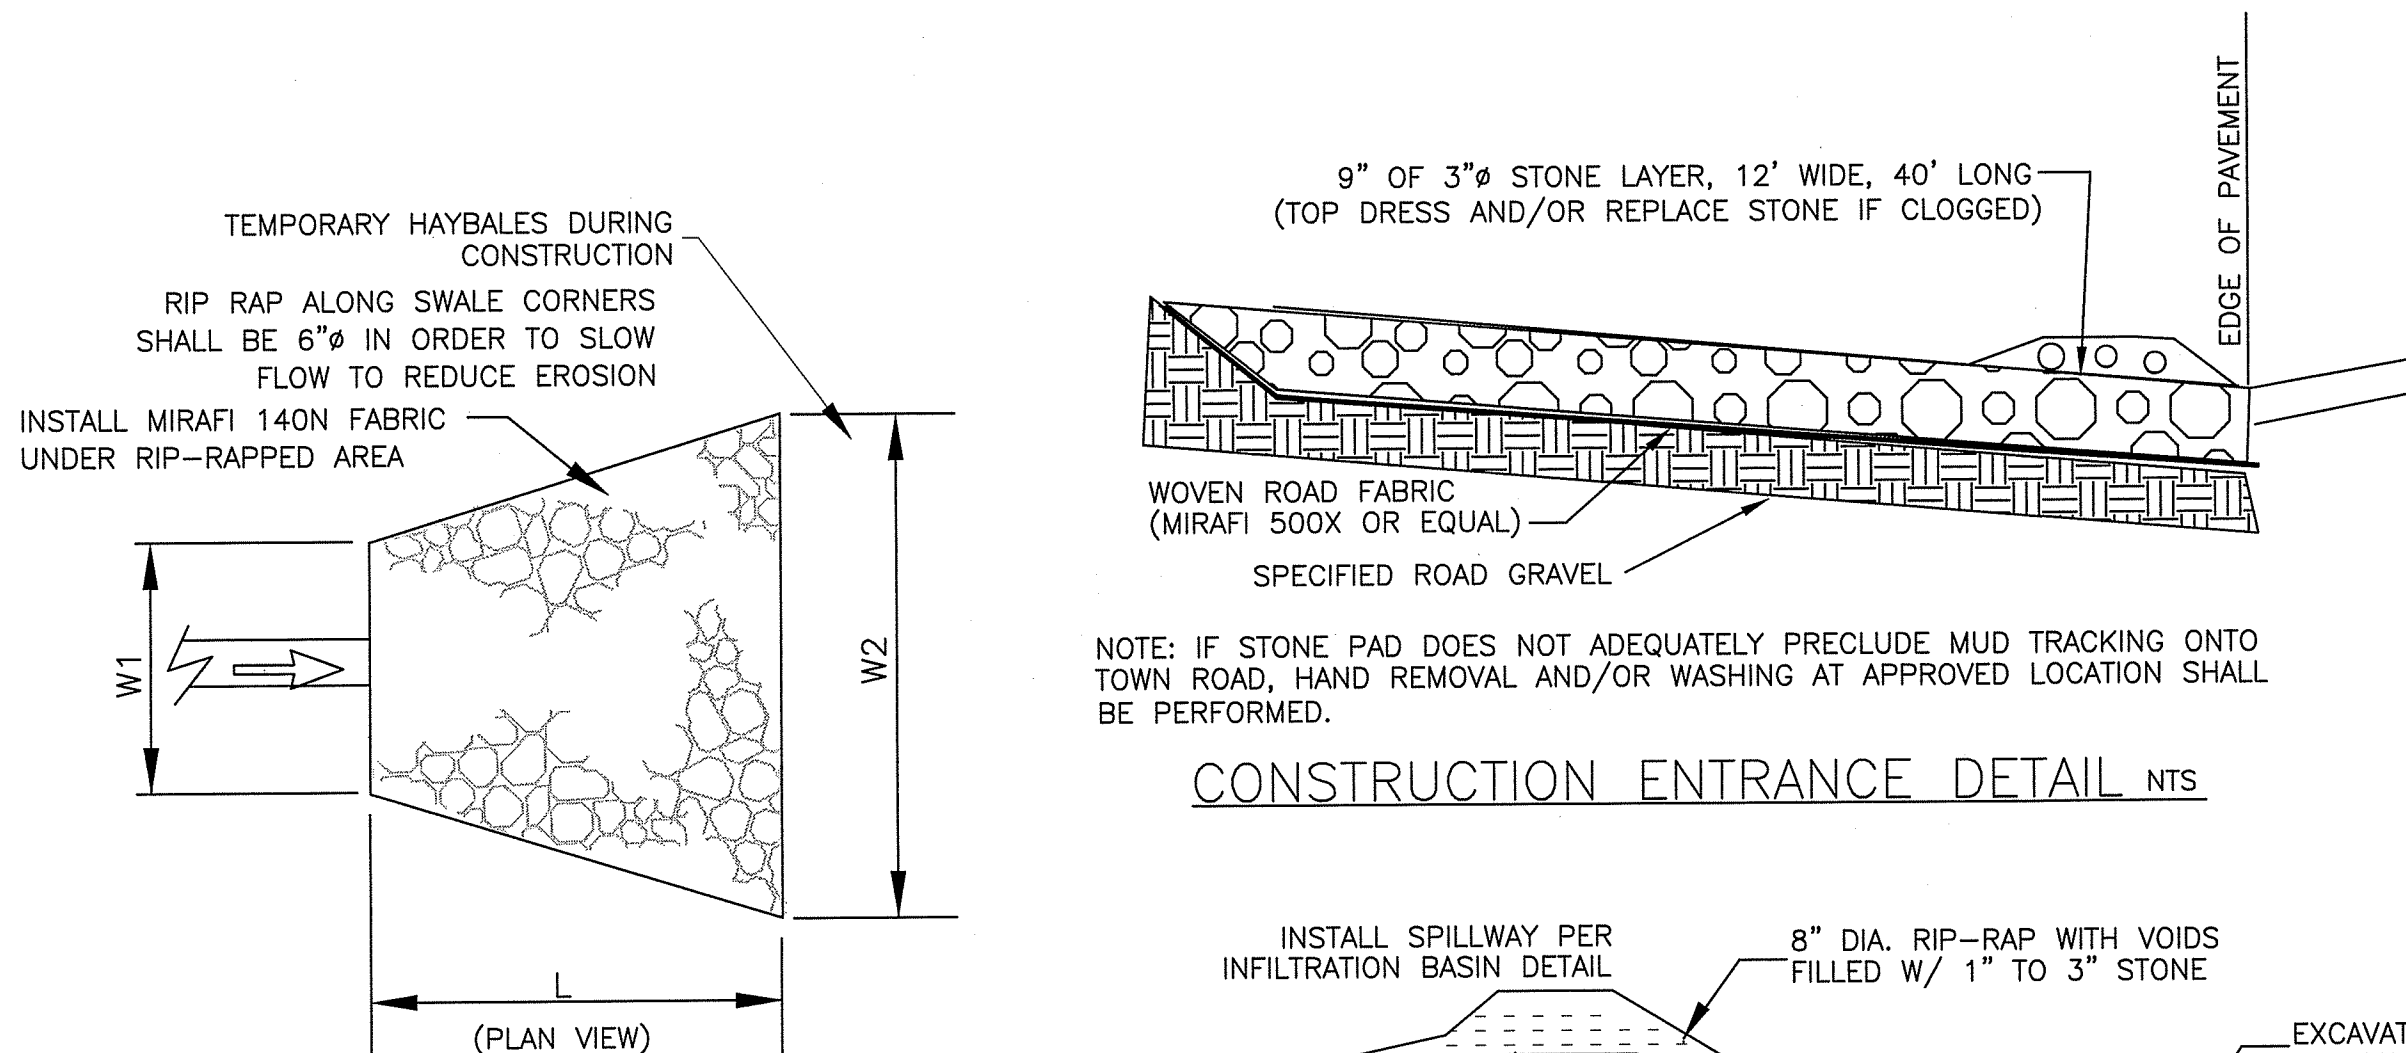 TEMPORARY HAYBALES DURING
CONSTRUCTION
RIP RAP ALONG SWALE CORNERS
SHALL BE 6"ø IN ORDER TO SLOW
FLOW TO REDUCE EROSION
INSTALL MIRAFI 140N FABRIC
UNDER RIP-RAPPED AREA
W1
W2
L
(PLAN VIEW)
9" OF 3"ø STONE LAYER, 12' WIDE, 40' LONG
(TOP DRESS AND/OR REPLACE STONE IF CLOGGED)
EDGE OF PAVEMENT
WOVEN ROAD FABRIC
(MIRAFI 500X OR EQUAL)
SPECIFIED ROAD GRAVEL
NOTE: IF STONE PAD DOES NOT ADEQUATELY PRECLUDE MUD TRACKING ONTO
TOWN ROAD, HAND REMOVAL AND/OR WASHING AT APPROVED LOCATION SHALL
BE PERFORMED.
CONSTRUCTION ENTRANCE DETAIL NTS
INSTALL SPILLWAY PER
INFILTRATION BASIN DETAIL
8" DIA. RIP-RAP WITH VOIDS
FILLED W/ 1" TO 3" STONE
EXCAVAT